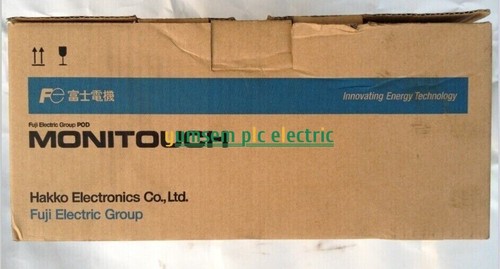 Fe 富士電機
Innovating Energy Technology
Fuji Electric Group POD
MONITOUCH
yumsem plc electric
Hakko Electronics Co.,Ltd.
Fuji Electric Group